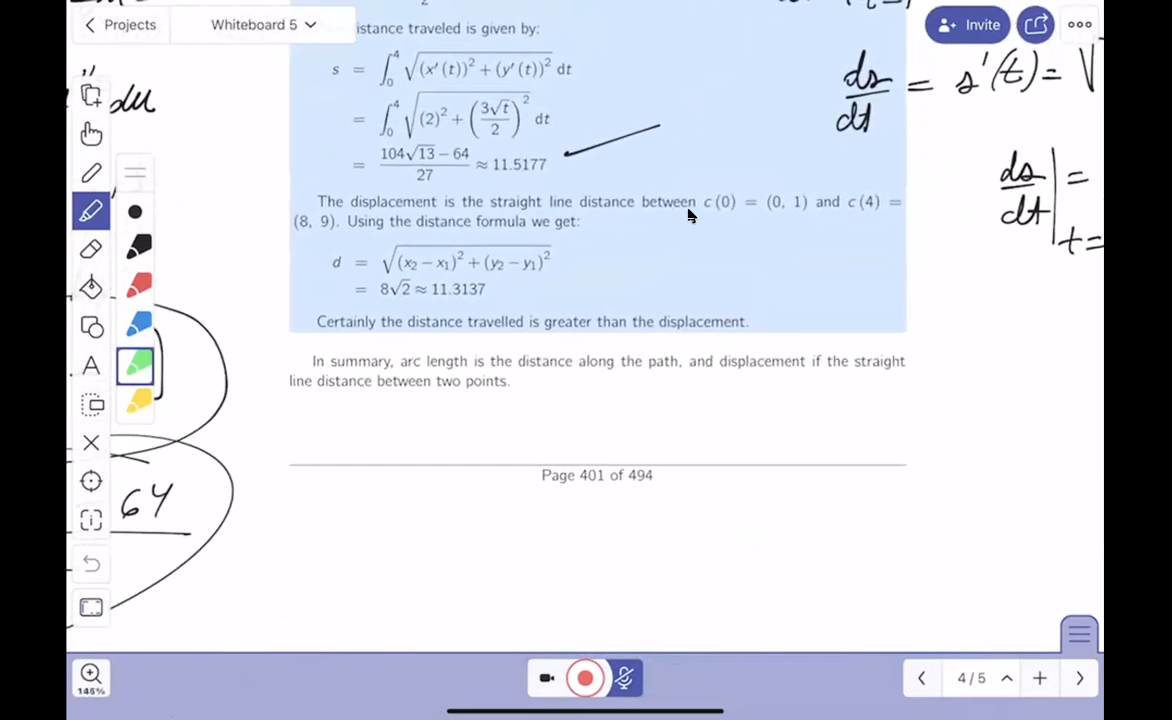 Projects
Whiteboard 5
Invite
istance traveled is given by:
s = ∫₀⁴ √((x′(t))² + (y′(t))²) dt
= ∫₀⁴ √((2)² + (3√t/2)²) dt
= (104√13 − 64)/27 ≈ 11.5177
The displacement is the straight line distance between c(0) = (0, 1) and c(4) =
(8, 9). Using the distance formula we get:
d = √((x₂ − x₁)² + (y₂ − y₁)²)
= 8√2 ≈ 11.3137
Certainly the distance travelled is greater than the displacement.
In summary, arc length is the distance along the path, and displacement if the straight
line distance between two points.
Page 401 of 494
du
64
ds/dt = s′(t) = √
ds/dt | t= =
A
146%
4/5